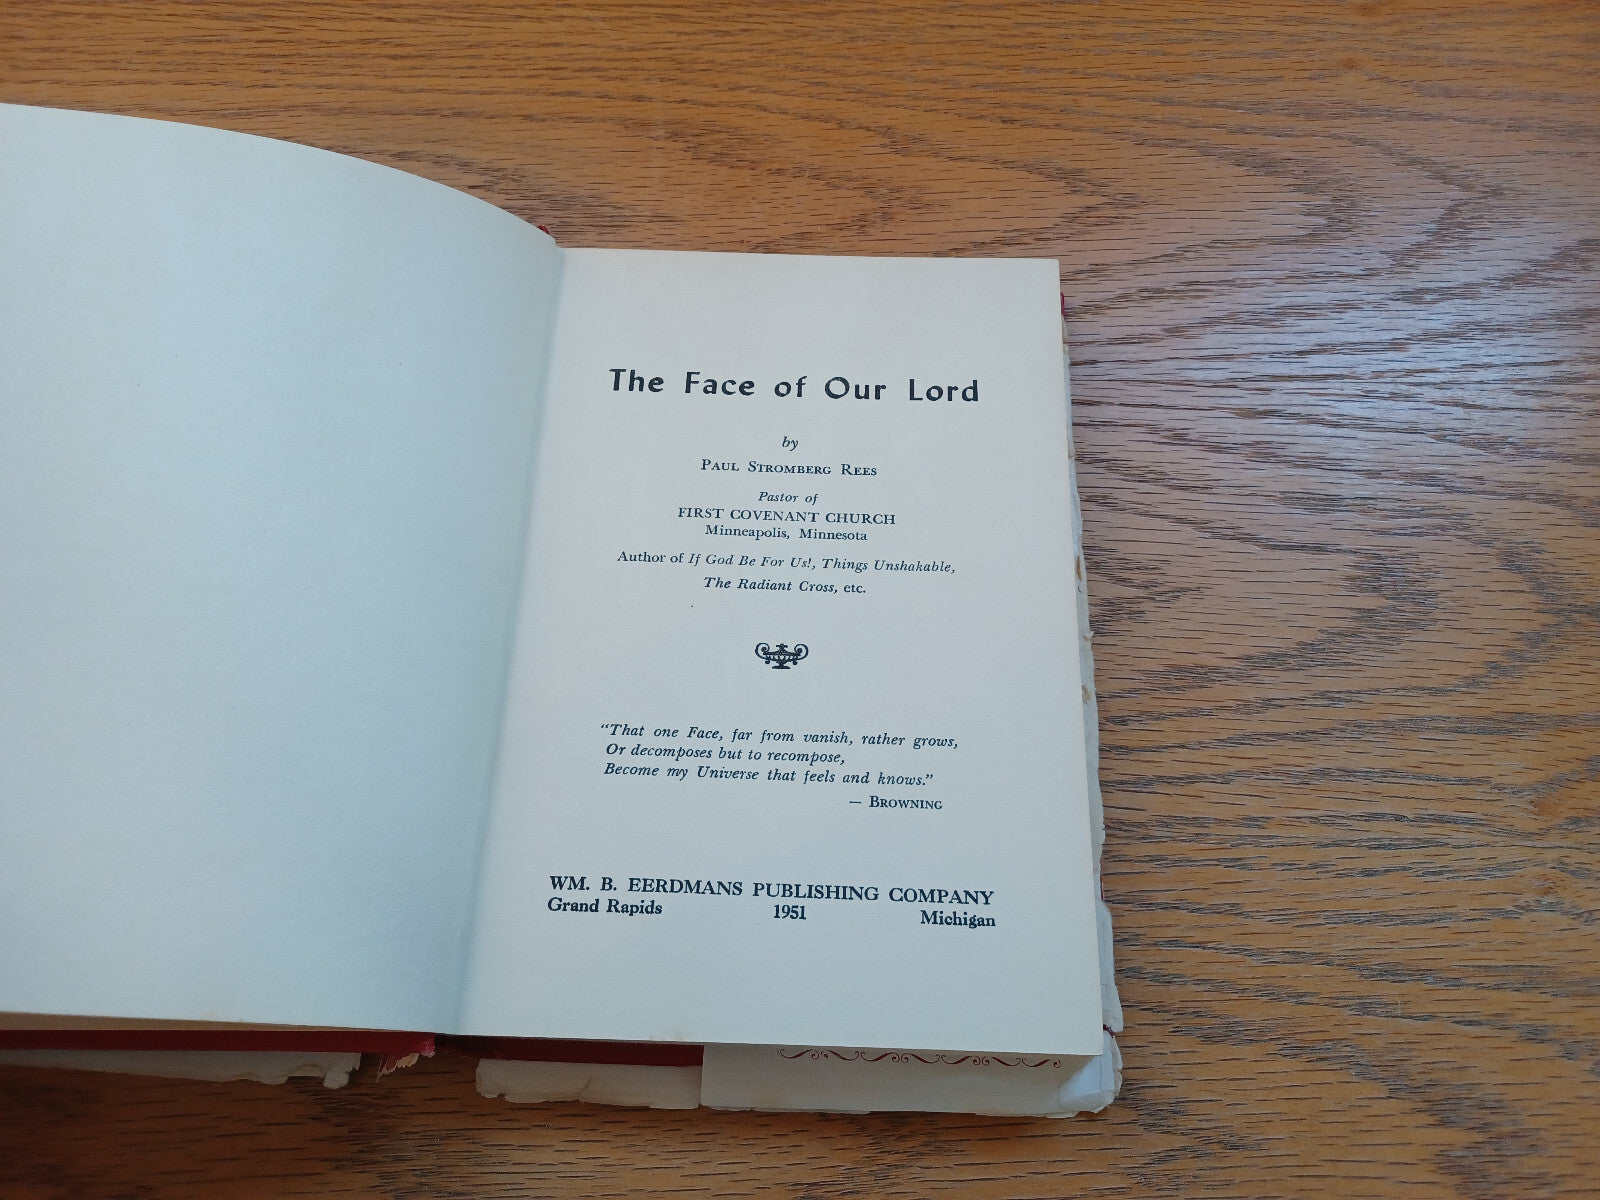 The Face of Our Lord
by
PAUL STROMBERG REES
Pastor of
FIRST COVENANT CHURCH
Minneapolis, Minnesota
Author of If God Be For Us!, Things Unshakable,
The Radiant Cross, etc.
"That one Face, far from vanish, rather grows,
Or decomposes but to recompose,
Become my Universe that feels and knows."
— BROWNING
WM. B. EERDMANS PUBLISHING COMPANY
Grand Rapids 1951 Michigan